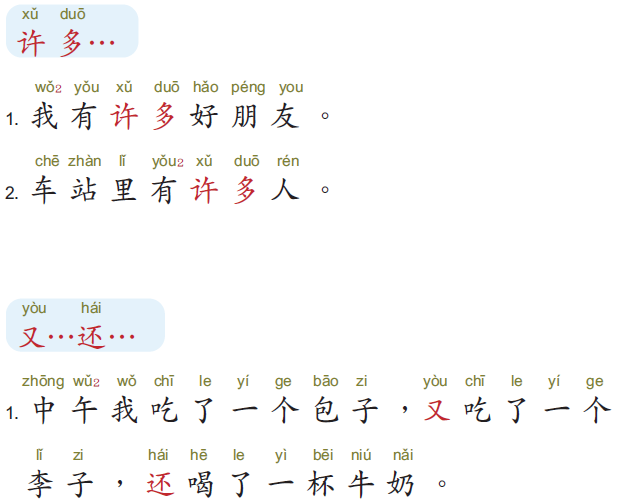 xǔ duō
许多…
wǒ2 yǒu xǔ duō hǎo péng you
1. 我有许多好朋友。
chē zhàn lǐ yǒu2 xǔ duō rén
2. 车站里有许多人。
yòu hái
又…还…
zhōng wǔ2 wǒ chī le yí ge bāo zi yòu chī le yí ge
1. 中午我吃了一个包子，又吃了一个
lǐ zi hái hē le yì bēi niú nǎi
李子，还喝了一杯牛奶。